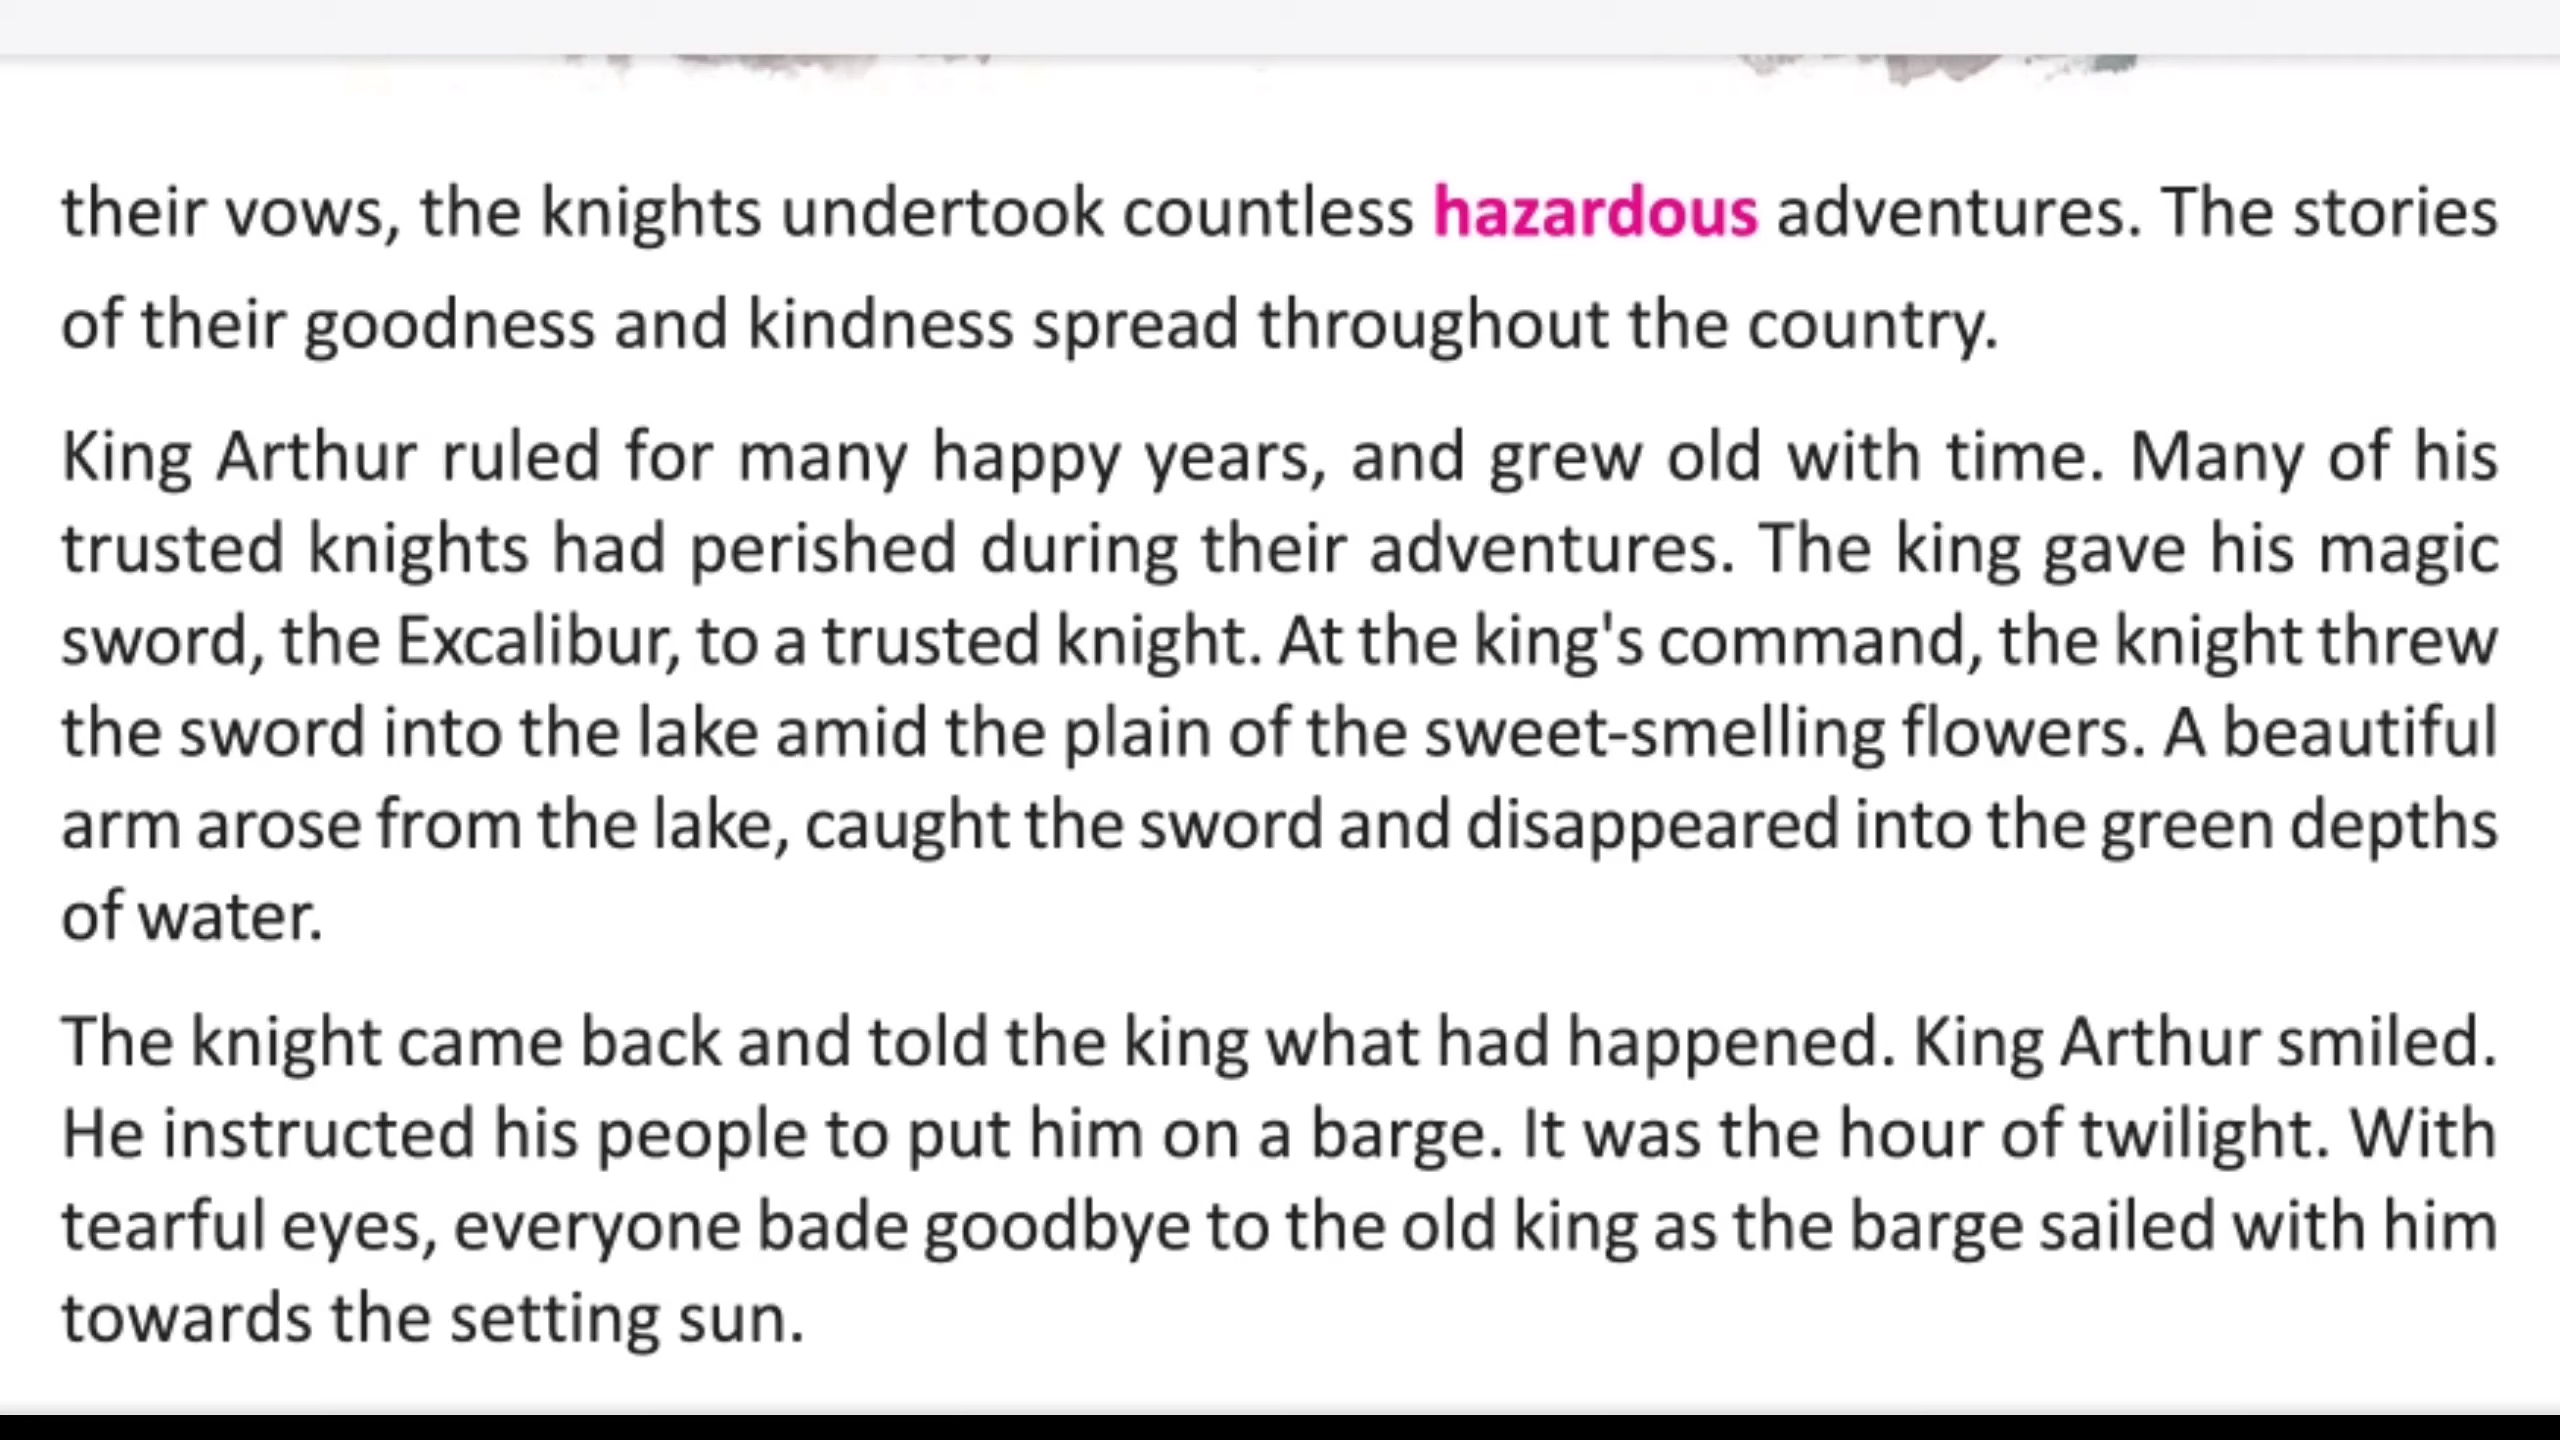 their vows, the knights undertook countless hazardous adventures. The stories
of their goodness and kindness spread throughout the country.
King Arthur ruled for many happy years, and grew old with time. Many of his
trusted knights had perished during their adventures. The king gave his magic
sword, the Excalibur, to a trusted knight. At the king's command, the knight threw
the sword into the lake amid the plain of the sweet-smelling flowers. A beautiful
arm arose from the lake, caught the sword and disappeared into the green depths
of water.
The knight came back and told the king what had happened. King Arthur smiled.
He instructed his people to put him on a barge. It was the hour of twilight. With
tearful eyes, everyone bade goodbye to the old king as the barge sailed with him
towards the setting sun.